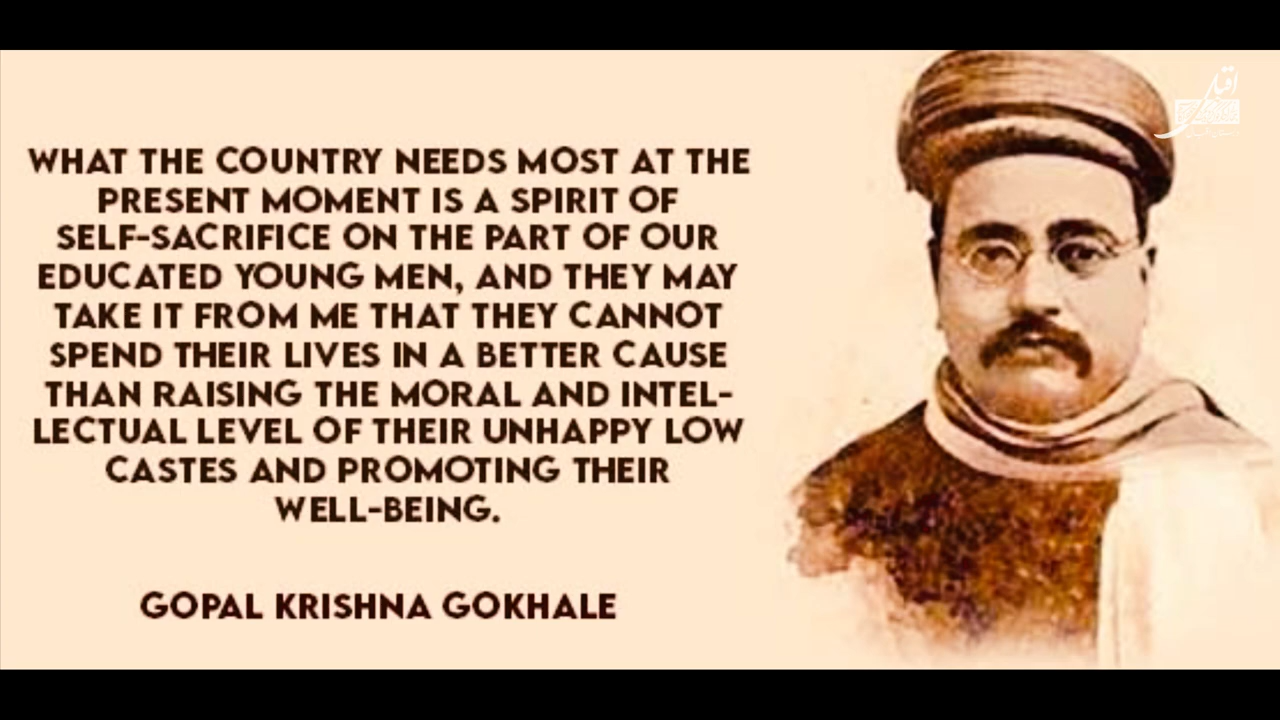 WHAT THE COUNTRY NEEDS MOST AT THE
PRESENT MOMENT IS A SPIRIT OF
SELF-SACRIFICE ON THE PART OF OUR
EDUCATED YOUNG MEN, AND THEY MAY
TAKE IT FROM ME THAT THEY CANNOT
SPEND THEIR LIVES IN A BETTER CAUSE
THAN RAISING THE MORAL AND INTEL-
LECTUAL LEVEL OF THEIR UNHAPPY LOW
CASTES AND PROMOTING THEIR
WELL-BEING.
GOPAL KRISHNA GOKHALE